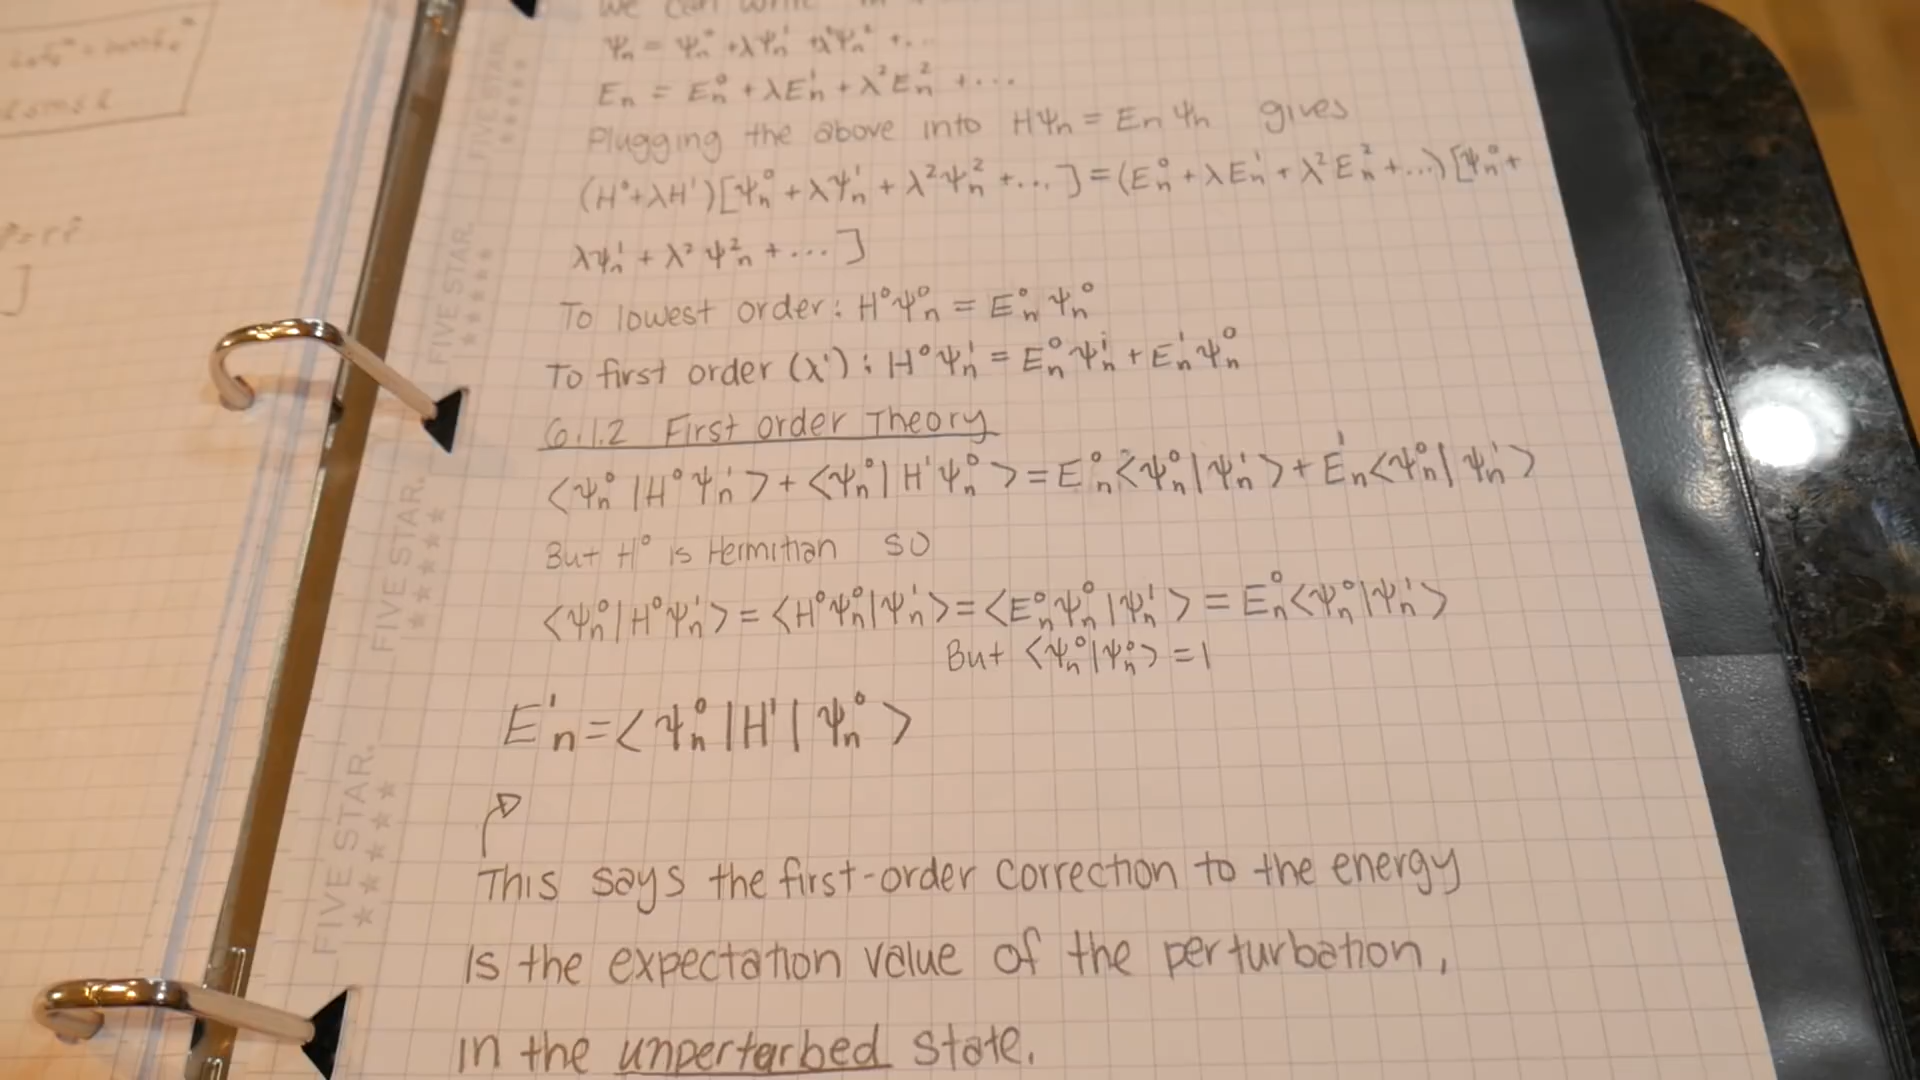 We can write
Ψn = Ψn⁰ + λΨn¹ + λ²Ψn² + ...
En = En⁰ + λEn¹ + λ²En² + ...
Plugging the above into HΨn = EnΨn gives
(H⁰+λH')[Ψn⁰ + λΨn¹ + λ²Ψn² + ...] = (En⁰ + λEn¹ + λ²En² + ...)[Ψn⁰ +
λΨn¹ + λ²Ψn² + ...]
To lowest order: H⁰Ψn⁰ = En⁰Ψn⁰
To first order (λ¹): H⁰Ψn¹ = En⁰Ψn¹ + En¹Ψn⁰
6.1.2 First order Theory
<Ψn⁰|H⁰Ψn¹> + <Ψn⁰|H'Ψn⁰> = En⁰<Ψn⁰|Ψn¹> + En¹<Ψn⁰|Ψn¹>
But H⁰ is Hermitian so
<Ψn⁰|H⁰Ψn¹> = <H⁰Ψn⁰|Ψn¹> = <En⁰Ψn⁰|Ψn¹> = En⁰<Ψn⁰|Ψn¹>
But <Ψn⁰|Ψn⁰> = 1
En¹ = <Ψn⁰|H'|Ψn⁰>
This says the first-order correction to the energy
is the expectation value of the perturbation,
in the unperterbed state.
FIVE STAR
FIVE STAR.
FIVE STAR.
FIVE STAR.